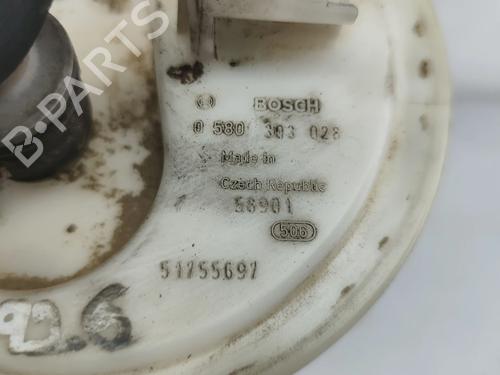 B-PARTS
BOSCH
0 580 303 028
Made in
Czech Republic
56901
506
51755697